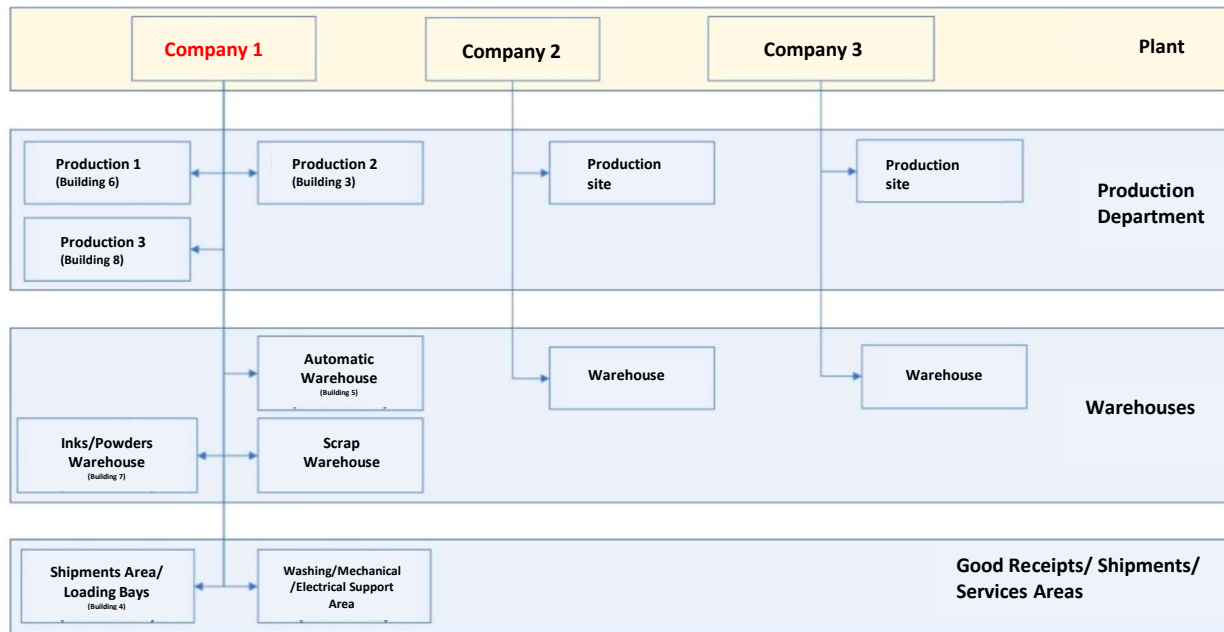 Company 1
Company 2
Company 3
Plant
Production 1
(Building 6)
Production 2
(Building 3)
Production
site
Production
site
Production
Department
Production 3
(Building 8)
Automatic
Warehouse
(Building 5)
Warehouse
Warehouse
Warehouses
Inks/Powders
Warehouse
(Building 7)
Scrap
Warehouse
Shipments Area/
Loading Bays
(Building 4)
Washing/Mechanical
/Electrical Support
Area
Good Receipts/ Shipments/
Services Areas